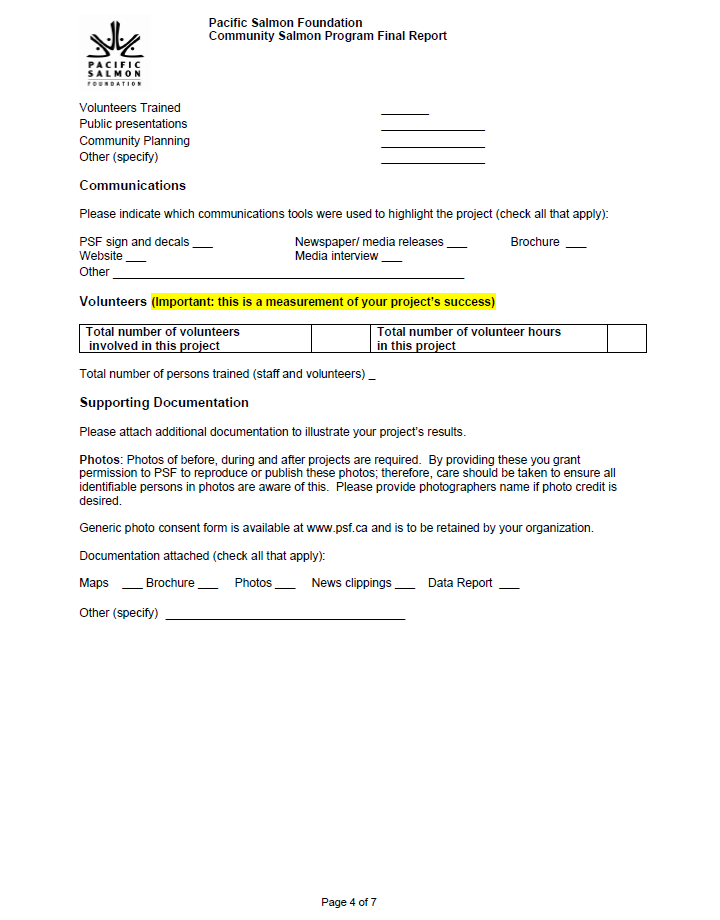 Pacific Salmon Foundation
Community Salmon Program Final Report
PACIFIC
SALMON
FOUNDATION
Volunteers Trained _______
Public presentations _______________
Community Planning _______________
Other (specify) _______________
Communications
Please indicate which communications tools were used to highlight the project (check all that apply):
PSF sign and decals ___ Newspaper/ media releases ___ Brochure ___
Website ___ Media interview ___
Other ____________________________________________________
Volunteers (Important: this is a measurement of your project's success)
Total number of volunteers Total number of volunteer hours
involved in this project in this project
Total number of persons trained (staff and volunteers) _
Supporting Documentation
Please attach additional documentation to illustrate your project's results.
Photos: Photos of before, during and after projects are required. By providing these you grant
permission to PSF to reproduce or publish these photos; therefore, care should be taken to ensure all
identifiable persons in photos are aware of this. Please provide photographers name if photo credit is
desired.
Generic photo consent form is available at www.psf.ca and is to be retained by your organization.
Documentation attached (check all that apply):
Maps ___ Brochure ___ Photos ___ News clippings ___ Data Report ___
Other (specify) ____________________________________
Page 4 of 7